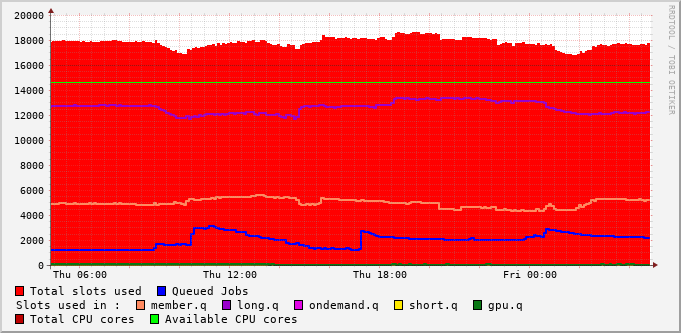 20000
18000
16000
14000
12000
10000
8000
6000
4000
2000
0
Thu 06:00 Thu 12:00 Thu 18:00 Fri 00:00
RRDTOOL / TOBI OETIKER
Total slots used Queued Jobs
Slots used in : member.q long.q ondemand.q short.q gpu.q
Total CPU cores Available CPU cores